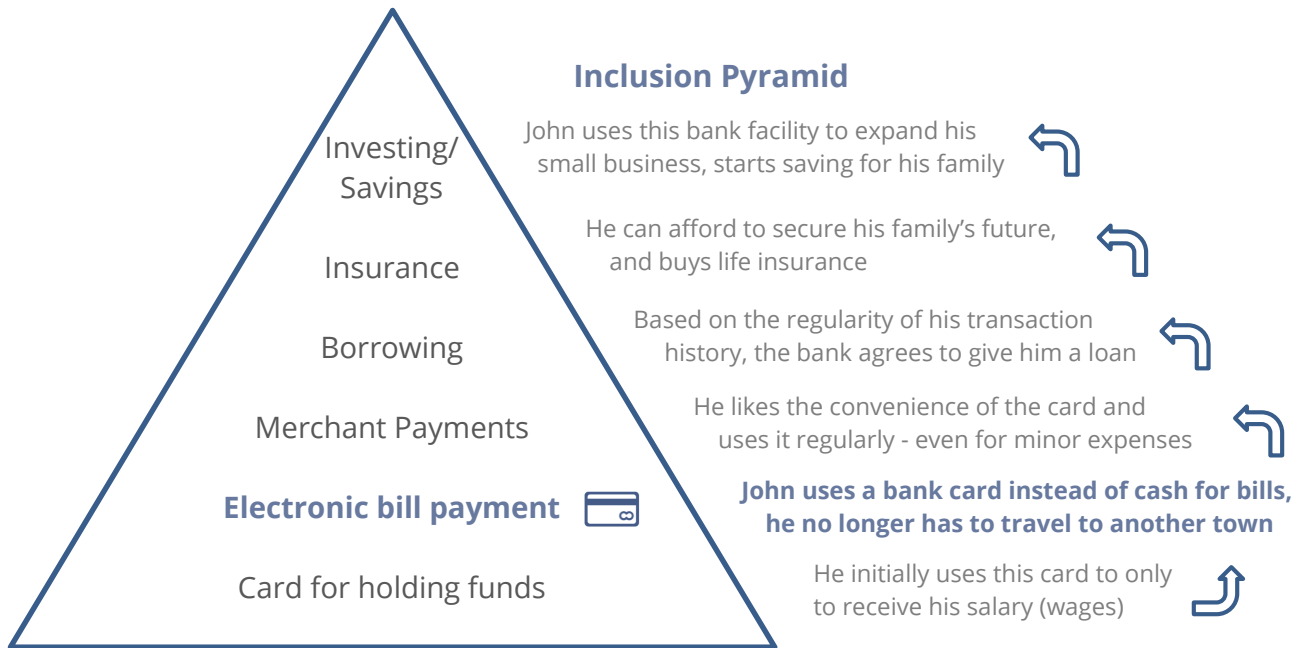 Inclusion Pyramid
Investing/
Savings
John uses this bank facility to expand his
small business, starts saving for his family
Insurance
He can afford to secure his family’s future,
and buys life insurance
Borrowing
Based on the regularity of his transaction
history, the bank agrees to give him a loan
Merchant Payments
He likes the convenience of the card and
uses it regularly - even for minor expenses
Electronic bill payment
John uses a bank card instead of cash for bills,
he no longer has to travel to another town
Card for holding funds
He initially uses this card to only
to receive his salary (wages)